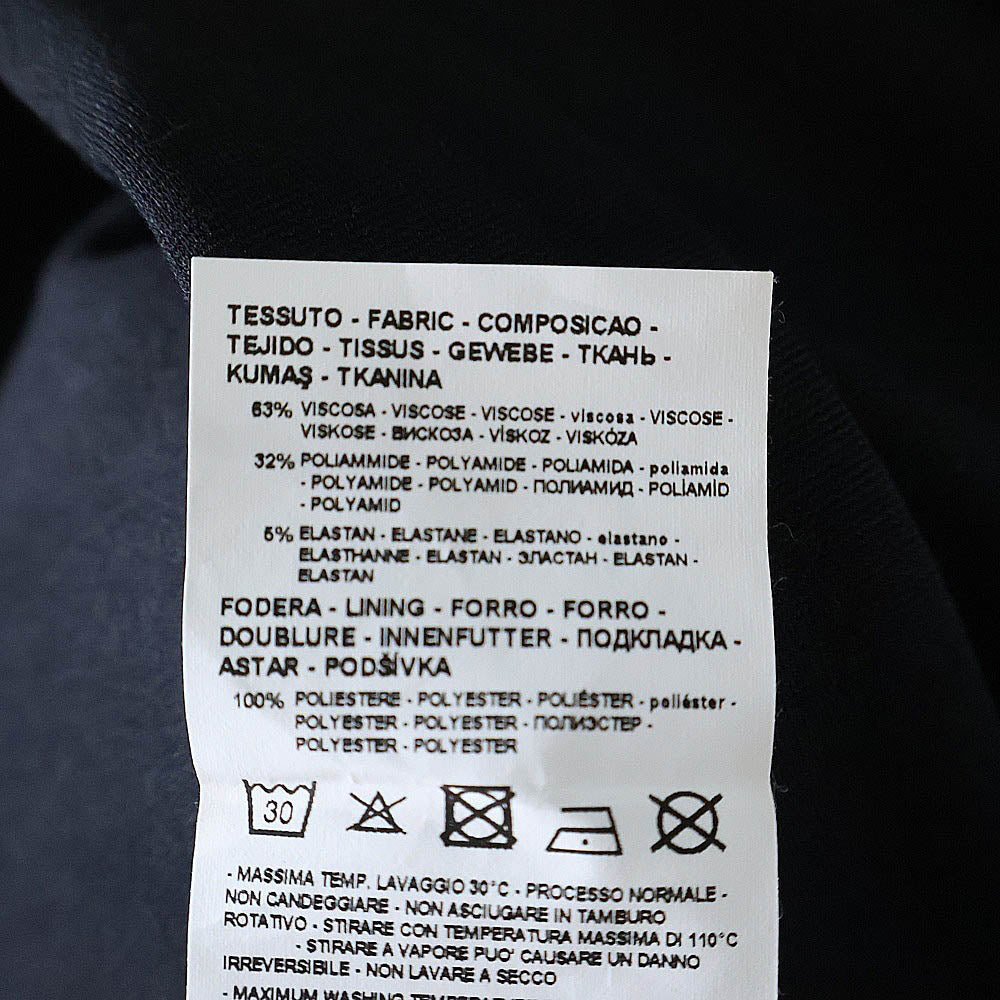 TESSUTO - FABRIC - COMPOSICAO -
TEJIDO - TISSUS - GEWEBE - ТКАНЬ -
KUMAŞ - TKANINA
63% VISCOSA - VISCOSE - VISCOSE - viscosa - VISCOSE -
VISKOSE - ВИСКОЗА - VİSKOZ - VISKÓZA
32% POLIAMMIDE - POLYAMIDE - POLIAMIDA - poliamida
- POLYAMIDE - POLYAMID - ПОЛИАМИД - POLİAMİD
- POLYAMID
5% ELASTAN - ELASTANE - ELASTANO - elastano -
ELASTHANNE - ELASTAN - ЭЛАСТАН - ELASTAN -
ELASTAN
FODERA - LINING - FORRO - FORRO -
DOUBLURE - INNENFUTTER - ПОДКЛАДКА -
ASTAR - PODŠÍVKA
100% POLIESTERE - POLYESTER - POLIÉSTER - poliéster -
POLYESTER - POLYESTER - ПОЛИЭСТЕР -
POLYESTER - POLYESTER
30
- MASSIMA TEMP. LAVAGGIO 30°C - PROCESSO NORMALE -
NON CANDEGGIARE - NON ASCIUGARE IN TAMBURO
ROTATIVO - STIRARE CON TEMPERATURA MASSIMA DI 110°C
- STIRARE A VAPORE PUO' CAUSARE UN DANNO
IRREVERSIBILE - NON LAVARE A SECCO
- MAXIMUM WASHING TEMPERATURE